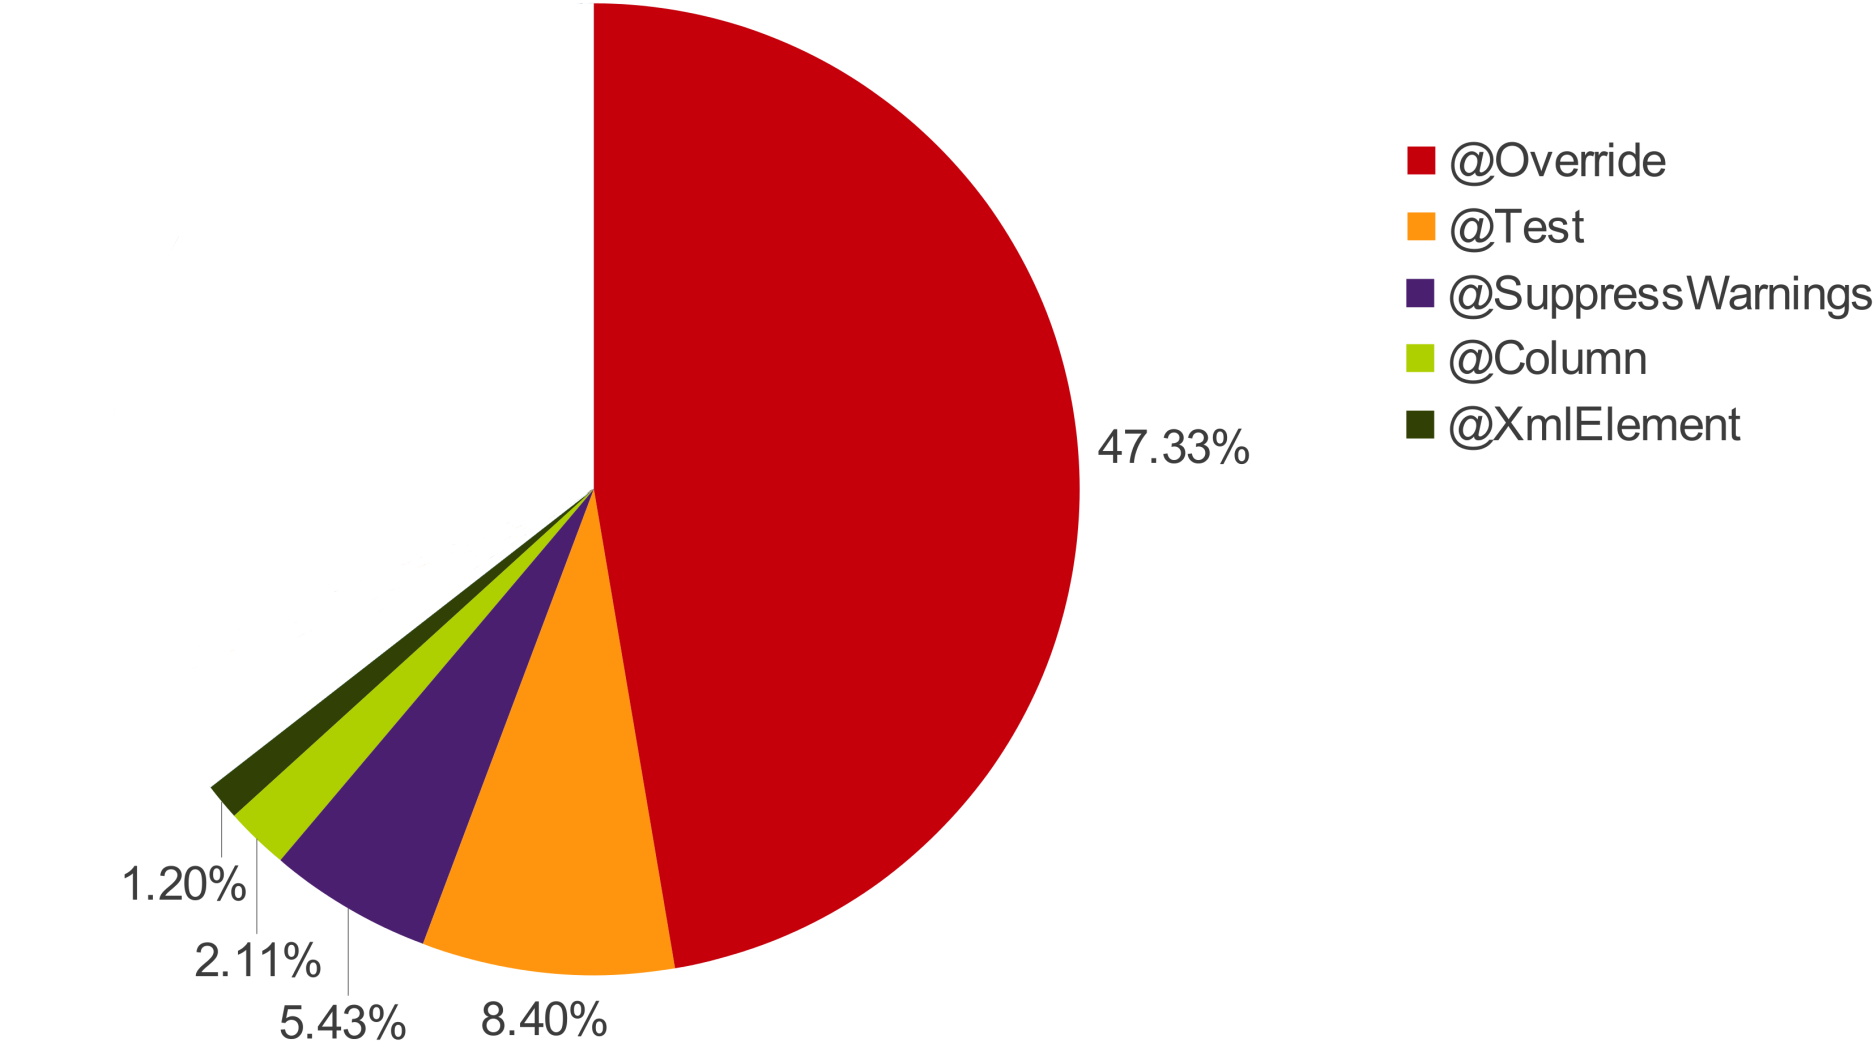 @Override
@Test
@SuppressWarnings
@Column
@XmlElement
47.33%
1.20%
2.11%
5.43%
8.40%